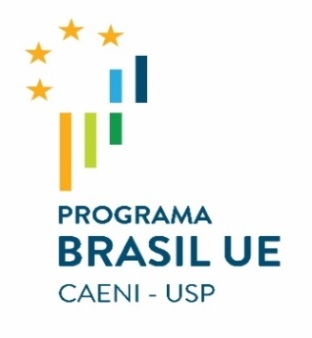 PROGRAMA
BRASIL UE
CAENI - USP